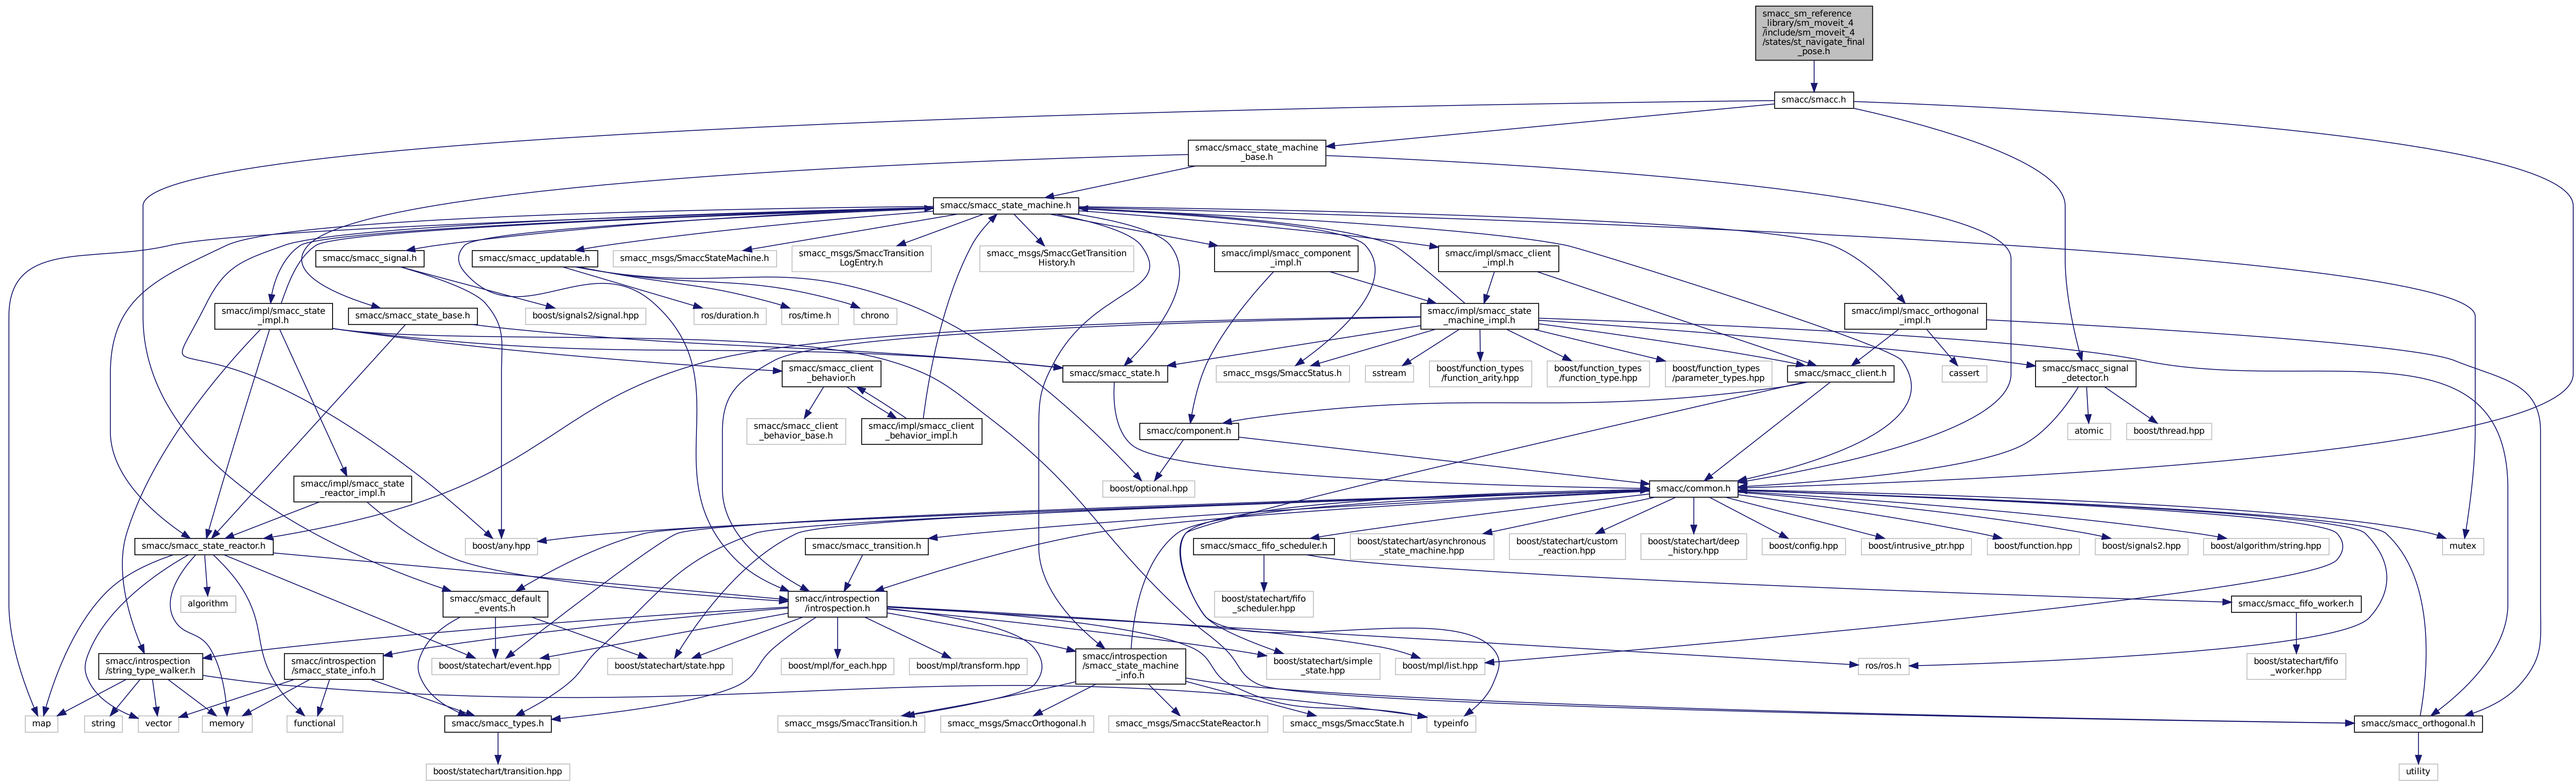 smacc_sm_reference
_library/sm_moveit_4
/include/sm_moveit_4
/states/st_navigate_final
_pose.h
smacc/smacc.h
smacc/smacc_state_machine
_base.h
smacc/smacc_state_machine.h
smacc/smacc_signal.h
smacc/smacc_updatable.h
smacc_msgs/SmaccStateMachine.h
smacc_msgs/SmaccTransition
LogEntry.h
smacc_msgs/SmaccGetTransition
History.h
smacc/impl/smacc_component
_impl.h
smacc/impl/smacc_client
_impl.h
smacc/impl/smacc_state
_impl.h
smacc/smacc_state_base.h
boost/signals2/signal.hpp
ros/duration.h
ros/time.h
chrono
smacc/impl/smacc_state
_machine_impl.h
smacc/impl/smacc_orthogonal
_impl.h
smacc/smacc_client
_behavior.h
smacc/smacc_state.h
smacc_msgs/SmaccStatus.h
sstream
boost/function_types
/function_arity.hpp
boost/function_types
/function_type.hpp
boost/function_types
/parameter_types.hpp
smacc/smacc_client.h
cassert
smacc/smacc_signal
_detector.h
smacc/smacc_client
_behavior_base.h
smacc/impl/smacc_client
_behavior_impl.h
smacc/component.h
atomic
boost/thread.hpp
smacc/impl/smacc_state
_reactor_impl.h
boost/optional.hpp
smacc/common.h
smacc/smacc_state_reactor.h
boost/any.hpp
smacc/smacc_transition.h
smacc/smacc_fifo_scheduler.h
boost/statechart/asynchronous
_state_machine.hpp
boost/statechart/custom
_reaction.hpp
boost/statechart/deep
_history.hpp
boost/config.hpp
boost/intrusive_ptr.hpp
boost/function.hpp
boost/signals2.hpp
boost/algorithm/string.hpp
mutex
algorithm
smacc/smacc_default
_events.h
smacc/introspection
/introspection.h
boost/statechart/fifo
_scheduler.hpp
smacc/smacc_fifo_worker.h
smacc/introspection
/string_type_walker.h
smacc/introspection
/smacc_state_info.h
boost/statechart/event.hpp
boost/statechart/state.hpp
boost/mpl/for_each.hpp
boost/mpl/transform.hpp
smacc/introspection
/smacc_state_machine
_info.h
boost/statechart/simple
_state.hpp
boost/mpl/list.hpp
ros/ros.h
boost/statechart/fifo
_worker.hpp
map
string
vector
memory
functional
smacc/smacc_types.h
smacc_msgs/SmaccTransition.h
smacc_msgs/SmaccOrthogonal.h
smacc_msgs/SmaccStateReactor.h
smacc_msgs/SmaccState.h
typeinfo
smacc/smacc_orthogonal.h
boost/statechart/transition.hpp
utility